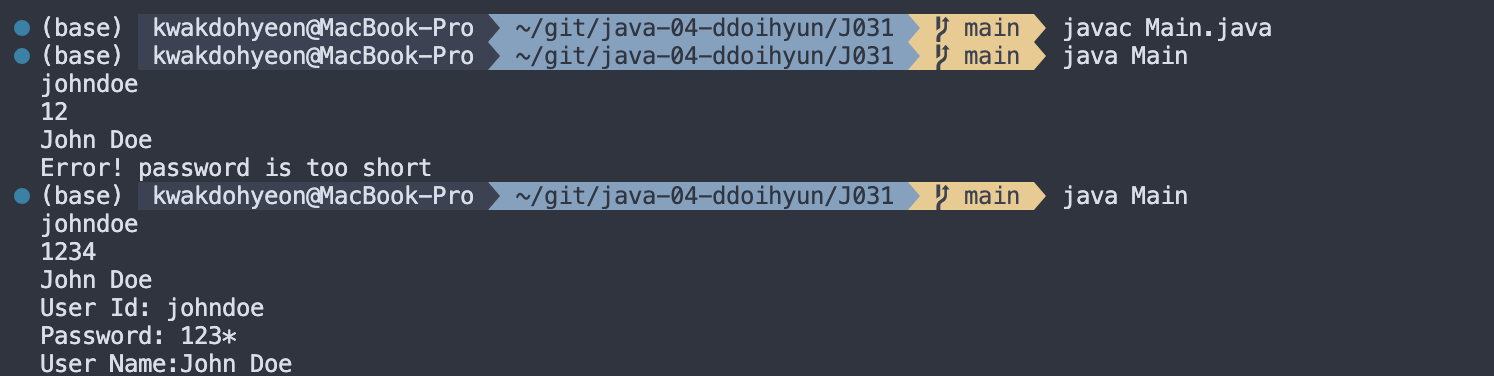 (base) kwakdohyeon@MacBook-Pro ~/git/java-04-ddoihyun/J031 main javac Main.java
(base) kwakdohyeon@MacBook-Pro ~/git/java-04-ddoihyun/J031 main java Main
johndoe
12
John Doe
Error! password is too short
(base) kwakdohyeon@MacBook-Pro ~/git/java-04-ddoihyun/J031 main java Main
johndoe
1234
John Doe
User Id: johndoe
Password: 123*
User Name:John Doe